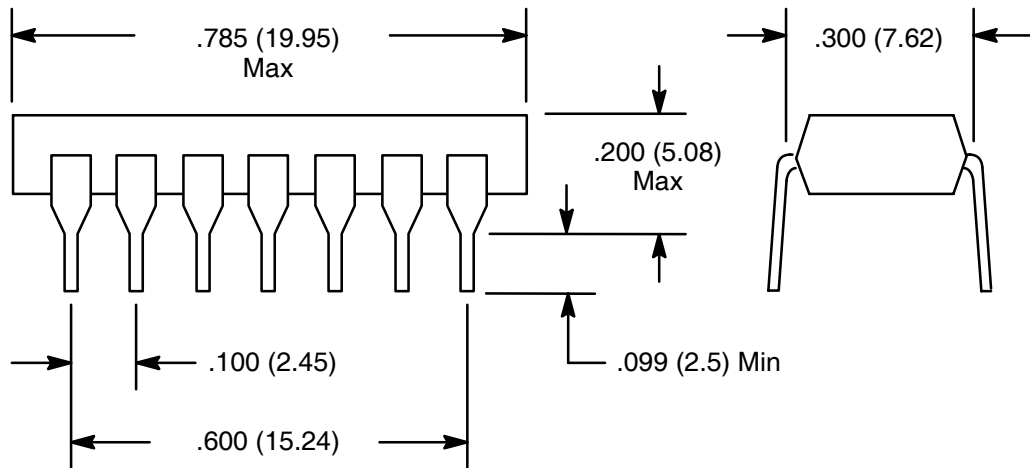 .785 (19.95)
Max
.300 (7.62)
.200 (5.08)
Max
.100 (2.45)
.099 (2.5) Min
.600 (15.24)